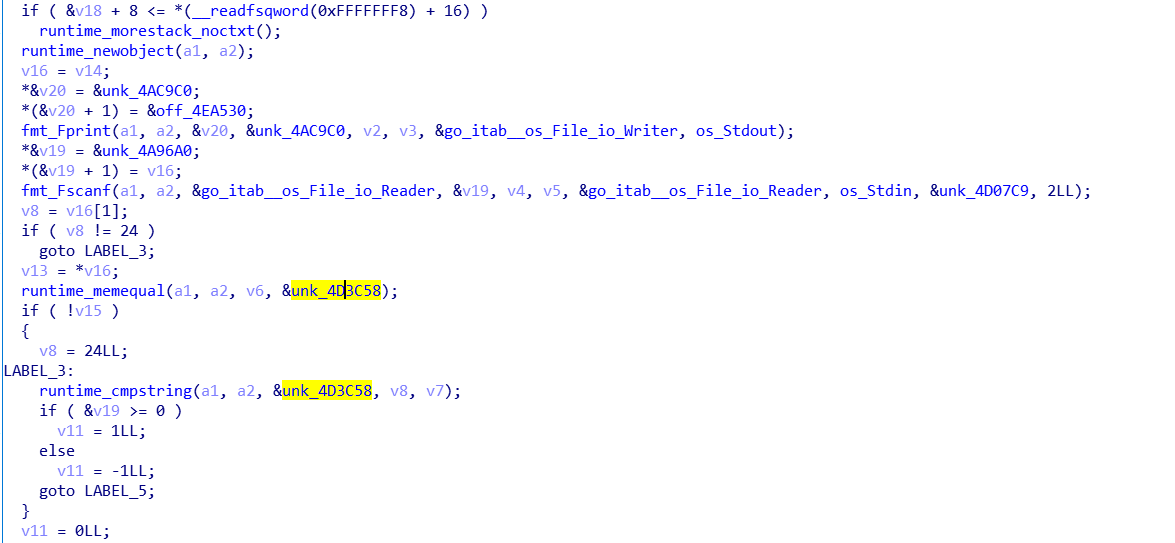 if ( &v18 + 8 <= *(__readfsqword(0xFFFFFFF8) + 16) )
runtime_morestack_noctxt();
runtime_newobject(a1, a2);
v16 = v14;
*&v20 = &unk_4AC9C0;
*(&v20 + 1) = &off_4EA530;
fmt_Fprint(a1, a2, &v20, &unk_4AC9C0, v2, v3, &go_itab__os_File_io_Writer, os_Stdout);
*&v19 = &unk_4A96A0;
*(&v19 + 1) = v16;
fmt_Fscanf(a1, a2, &go_itab__os_File_io_Reader, &v19, v4, v5, &go_itab__os_File_io_Reader, os_Stdin, &unk_4D07C9, 2LL);
v8 = v16[1];
if ( v8 != 24 )
goto LABEL_3;
v13 = *v16;
runtime_memequal(a1, a2, v6, &unk_4D3C58);
if ( !v15 )
{
v8 = 24LL;
LABEL_3:
runtime_cmpstring(a1, a2, &unk_4D3C58, v8, v7);
if ( &v19 >= 0 )
v11 = 1LL;
else
v11 = -1LL;
goto LABEL_5;
}
v11 = 0LL;